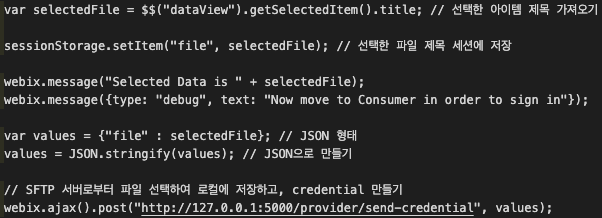 var selectedFile = $$("dataView").getSelectedItem().title; // 선택한 아이템 제목 가져오기
sessionStorage.setItem("file", selectedFile); // 선택한 파일 제목 세션에 저장
webix.message("Selected Data is " + selectedFile);
webix.message({type: "debug", text: "Now move to Consumer in order to sign in"});
var values = {"file" : selectedFile}; // JSON 형태
values = JSON.stringify(values); // JSON으로 만들기
// SFTP 서버로부터 파일 선택하여 로컬에 저장하고, credential 만들기
webix.ajax().post("http://127.0.0.1:5000/provider/send-credential", values);